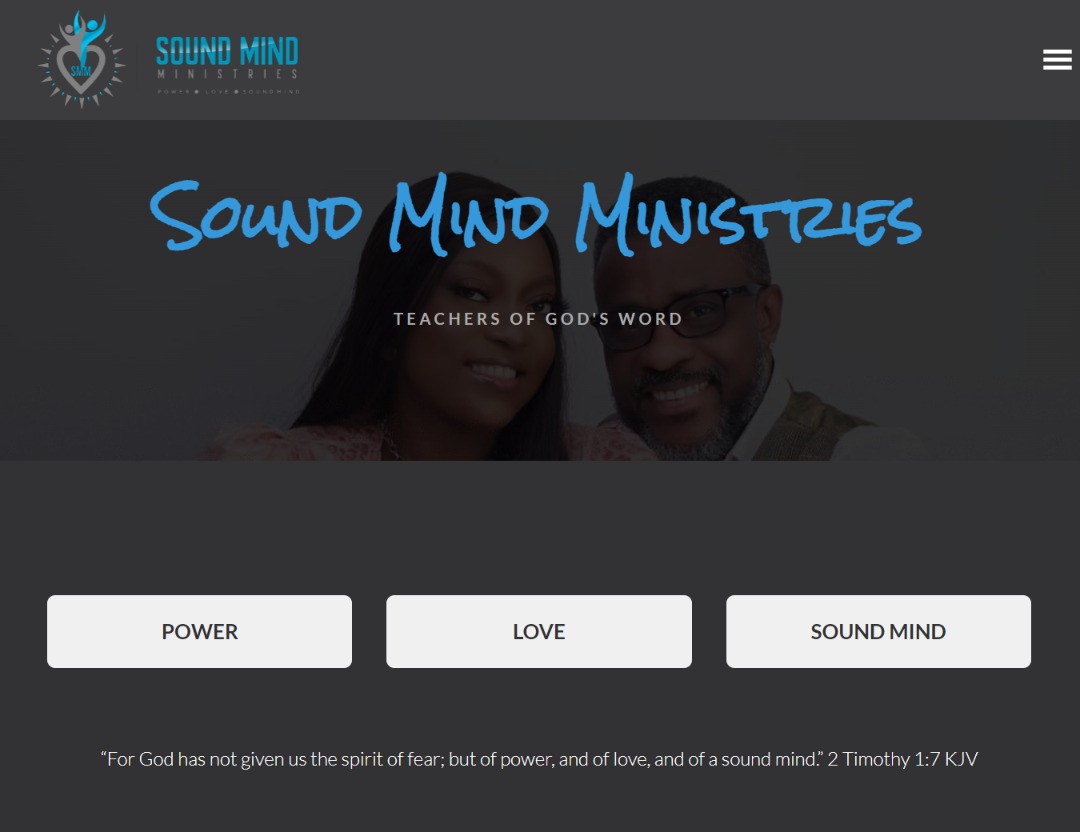 SMM
SOUND MIND
MINISTRIES
POWER ● LOVE ● SOUND MIND
Sound Mind Ministries
TEACHERS OF GOD'S WORD
POWER
LOVE
SOUND MIND
“For God has not given us the spirit of fear; but of power, and of love, and of a sound mind.” 2 Timothy 1:7 KJV